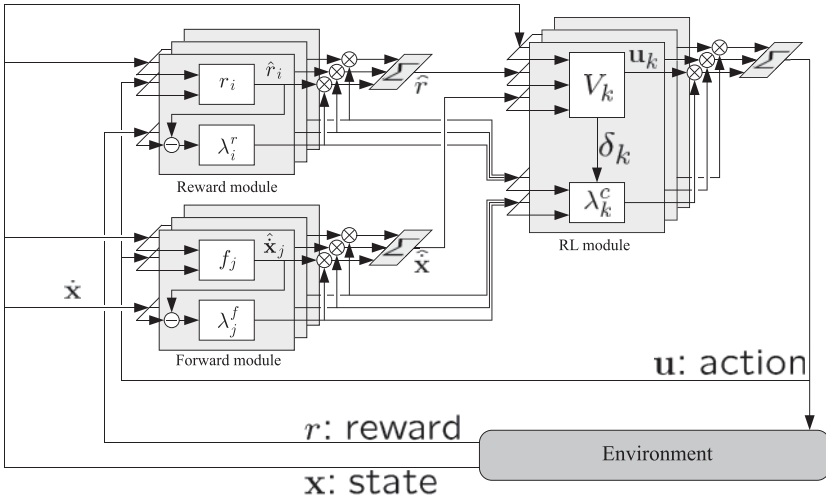 r_i
r̂_i
λ_i^r
r̂
Reward module
f_j
ẋ̂_j
λ_j^f
ẋ̂
ẋ
Forward module
V_k
u_k
δ_k
λ_k^c
RL module
u: action
r: reward
x: state
Environment